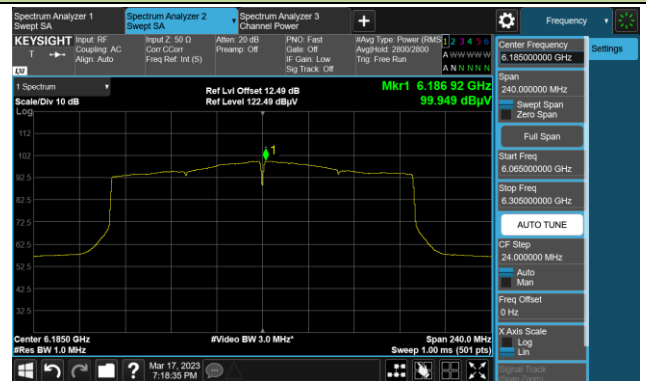 Spectrum Analyzer 1
Swept SA
Spectrum Analyzer 2
Swept SA
Spectrum Analyzer 3
Channel Power
Frequency
KEYSIGHT
T
LXI
Input: RF
Coupling: AC
Align: Auto
Input Z: 50 Ω
Corr CCorr
Freq Ref: Int (S)
Atten: 20 dB
Preamp: Off
PNO: Fast
Gate: Off
IF Gain: Low
Sig Track: Off
#Avg Type: Power (RMS
Avg|Hold: 2800/2800
Trig: Free Run
1 2 3 4 5 6
A W W W W W
A N N N N N
1 Spectrum
Scale/Div 10 dB
Log
Ref Lvl Offset 12.49 dB
Ref Level 122.49 dBµV
Mkr1 6.186 92 GHz
99.949 dBµV
1
112
102
92.5
82.5
72.5
62.5
52.5
42.5
32.5
Center 6.1850 GHz
#Res BW 1.0 MHz
#Video BW 3.0 MHz*
Span 240.0 MHz
Sweep 1.00 ms (501 pts)
Center Frequency
6.185000000 GHz
Settings
Span
240.000000 MHz
Swept Span
Zero Span
Full Span
Start Freq
6.065000000 GHz
Stop Freq
6.305000000 GHz
AUTO TUNE
CF Step
24.000000 MHz
Auto
Man
Freq Offset
0 Hz
X Axis Scale
Log
Lin
Signal Track
(Span Zoom)
?
Mar 17, 2023
7:18:35 PM